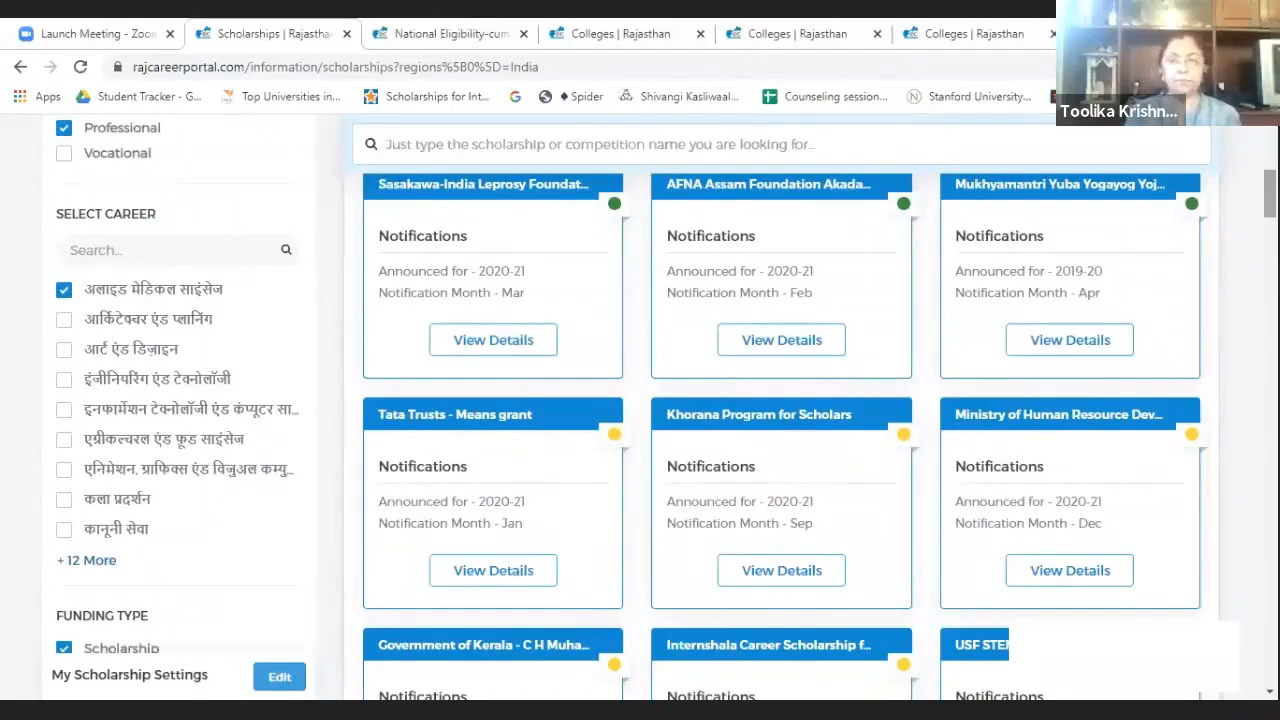 Launch Meeting - Zoo
Scholarships | Rajastha
National Eligibility-cum
Colleges | Rajasthan
Colleges | Rajasthan
Colleges | Rajasthan
rajcareerportal.com/information/scholarships?regions%5B0%5D=India
Apps
Student Tracker - G...
Top Universities in...
Scholarships for Int...
Spider
Shivangi Kasliwaal...
Counseling session...
Stanford University...
Toolika Krishn...
Professional
Vocational
SELECT CAREER
Search...
अलाइड मेडिकल साइंसेज
आर्किटेक्चर एंड प्लानिंग
आर्ट एंड डिज़ाइन
इंजीनियरिंग एंड टेक्नोलॉजी
इनफार्मेशन टेक्नोलॉजी एंड कंप्यूटर सा...
एग्रीकल्चरल एंड फ़ूड साइंसेज
एनिमेशन, ग्राफिक्स एंड विजुअल कम्यु...
कला प्रदर्शन
कानूनी सेवा
+ 12 More
FUNDING TYPE
Scholarship
My Scholarship Settings
Edit
Just type the scholarship or competition name you are looking for...
Sasakawa-India Leprosy Foundat...
Notifications
Announced for - 2020-21
Notification Month - Mar
View Details
AFNA Assam Foundation Akada...
Notifications
Announced for - 2020-21
Notification Month - Feb
View Details
Mukhyamantri Yuba Yogayog Yoj...
Notifications
Announced for - 2019-20
Notification Month - Apr
View Details
Tata Trusts - Means grant
Notifications
Announced for - 2020-21
Notification Month - Jan
View Details
Khorana Program for Scholars
Notifications
Announced for - 2020-21
Notification Month - Sep
View Details
Ministry of Human Resource Dev...
Notifications
Announced for - 2020-21
Notification Month - Dec
View Details
Government of Kerala - C H Muha...
Notifications
Internshala Career Scholarship f...
Notifications
USF STE
Notifications